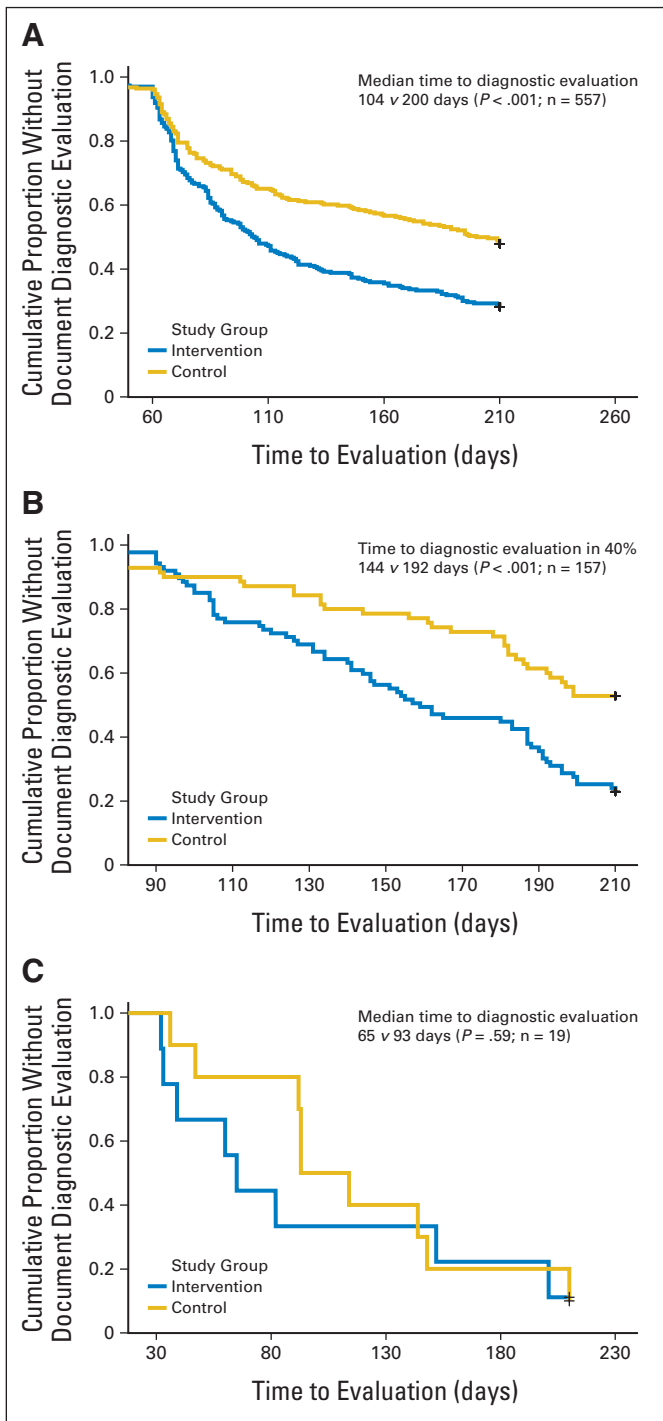 A
Cumulative Proportion Without
Document Diagnostic Evaluation
1.0
0.8
0.6
0.4
0.2
0
Median time to diagnostic evaluation
104 v 200 days (P < .001; n = 557)
Study Group
Intervention
Control
60
110
160
210
260
Time to Evaluation (days)
B
Cumulative Proportion Without
Document Diagnostic Evaluation
1.0
0.8
0.6
0.4
0.2
0
Time to diagnostic evaluation in 40%
144 v 192 days (P < .001; n = 157)
Study Group
Intervention
Control
90
110
130
150
170
190
210
Time to Evaluation (days)
C
Cumulative Proportion Without
Document Diagnostic Evaluation
1.0
0.8
0.6
0.4
0.2
0
Median time to diagnostic evaluation
65 v 93 days (P = .59; n = 19)
Study Group
Intervention
Control
30
80
130
180
230
Time to Evaluation (days)